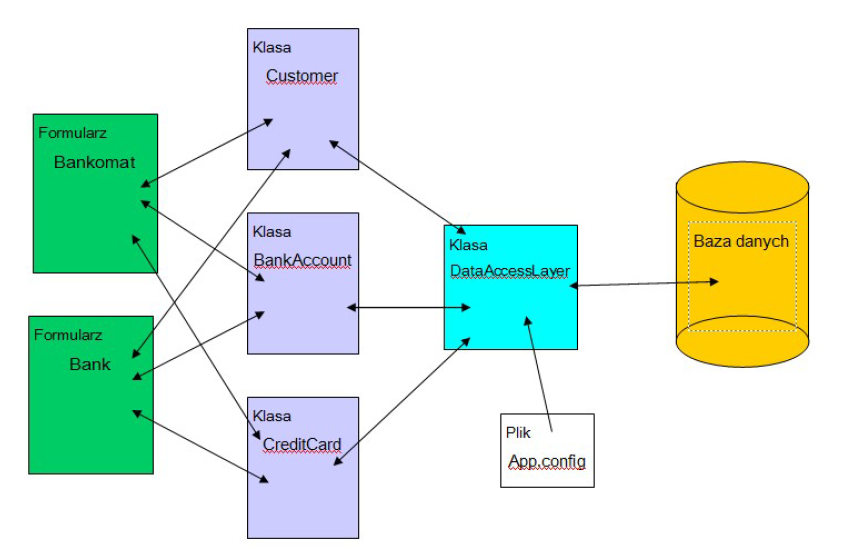 Klasa
Customer
Formularz
Bankomat
Klasa
BankAccount
Klasa
DataAccessLayer
Baza danych
Formularz
Bank
Klasa
CreditCard
Plik
App.config